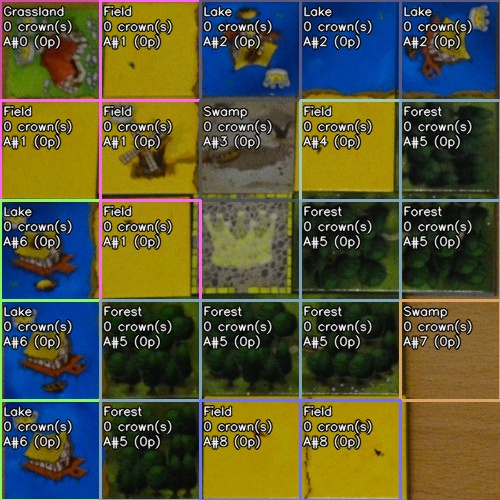 Grassland
0 crown(s)
A#0 (0p)
Field
0 crown(s)
A#1 (0p)
Lake
0 crown(s)
A#2 (0p)
Lake
0 crown(s)
A#2 (0p)
Lake
0 crown(s)
A#2 (0p)
Field
0 crown(s)
A#1 (0p)
Field
0 crown(s)
A#1 (0p)
Swamp
0 crown(s)
A#3 (0p)
Field
0 crown(s)
A#4 (0p)
Forest
0 crown(s)
A#5 (0p)
Lake
0 crown(s)
A#6 (0p)
Field
0 crown(s)
A#1 (0p)
Forest
0 crown(s)
A#5 (0p)
Forest
0 crown(s)
A#5 (0p)
Lake
0 crown(s)
A#6 (0p)
Forest
0 crown(s)
A#5 (0p)
Forest
0 crown(s)
A#5 (0p)
Forest
0 crown(s)
A#5 (0p)
Swamp
0 crown(s)
A#7 (0p)
Lake
0 crown(s)
A#6 (0p)
Forest
0 crown(s)
A#5 (0p)
Field
0 crown(s)
A#8 (0p)
Field
0 crown(s)
A#8 (0p)